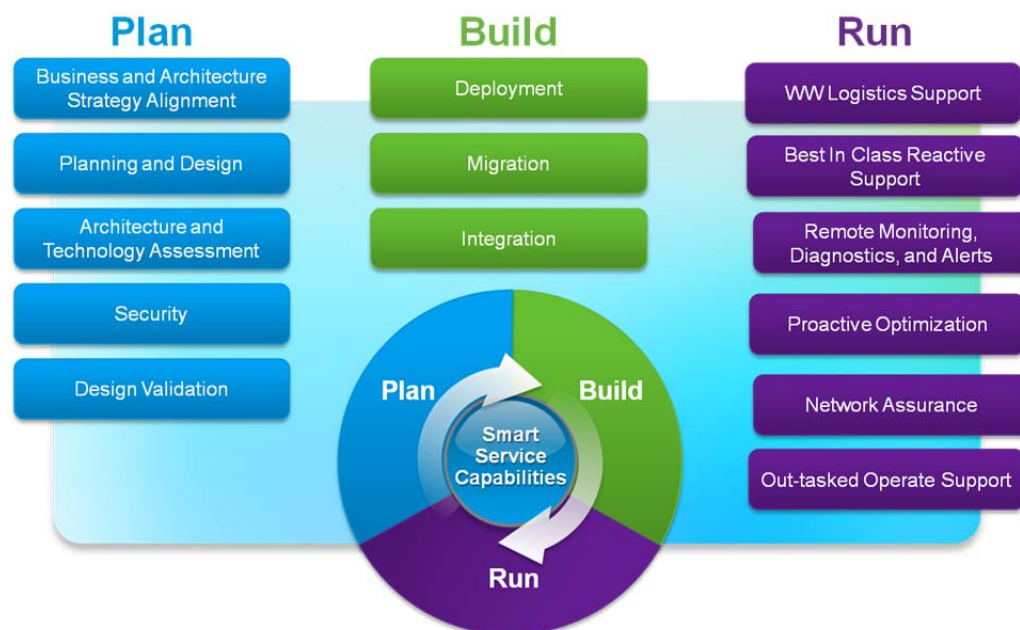 Plan
Business and Architecture
Strategy Alignment
Planning and Design
Architecture and
Technology Assessment
Security
Design Validation
Build
Deployment
Migration
Integration
Run
WW Logistics Support
Best In Class Reactive
Support
Remote Monitoring,
Diagnostics, and Alerts
Proactive Optimization
Network Assurance
Out-tasked Operate Support
Plan
Build
Smart
Service
Capabilities
Run